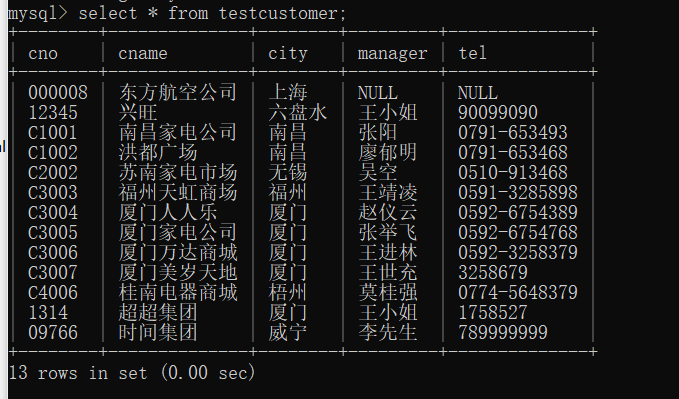 mysql> select * from testcustomer;
+--------+--------------+--------+---------+--------------+
| cno | cname | city | manager | tel |
+--------+--------------+--------+---------+--------------+
| 000008 | 东方航空公司 | 上海 | NULL | NULL |
| 12345 | 兴旺 | 六盘水 | 王小姐 | 90099090 |
| C1001 | 南昌家电公司 | 南昌 | 张阳 | 0791-653493 |
| C1002 | 洪都广场 | 南昌 | 廖郁明 | 0791-653468 |
| C2002 | 苏南家电市场 | 无锡 | 吴空 | 0510-913468 |
| C3003 | 福州天虹商场 | 福州 | 王靖凌 | 0591-3285898 |
| C3004 | 厦门人人乐 | 厦门 | 赵仪云 | 0592-6754389 |
| C3005 | 厦门家电公司 | 厦门 | 张举飞 | 0592-6754768 |
| C3006 | 厦门万达商城 | 厦门 | 王进林 | 0592-3258379 |
| C3007 | 厦门美岁天地 | 厦门 | 王世充 | 3258679 |
| C4006 | 桂南电器商城 | 梧州 | 莫桂强 | 0774-5648379 |
| 1314 | 超超集团 | 厦门 | 王小姐 | 1758527 |
| 09766 | 时间集团 | 威宁 | 李先生 | 789999999 |
+--------+--------------+--------+---------+--------------+
13 rows in set (0.00 sec)